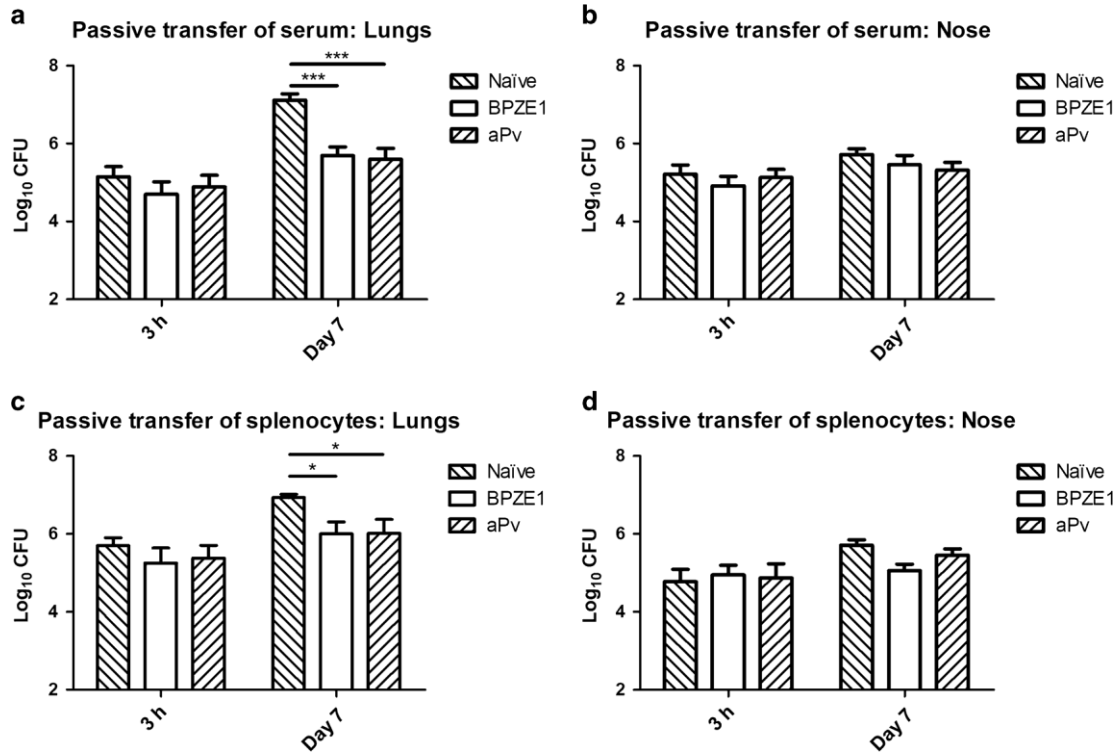 a
Passive transfer of serum: Lungs
8
6
4
2
Log10 CFU
***
***
3 h
Day 7
Naïve
BPZE1
aPv
b
Passive transfer of serum: Nose
8
6
4
2
Log10 CFU
3 h
Day 7
Naïve
BPZE1
aPv
c
Passive transfer of splenocytes: Lungs
8
6
4
2
Log10 CFU
*
*
3 h
Day 7
Naïve
BPZE1
aPv
d
Passive transfer of splenocytes: Nose
8
6
4
2
Log10 CFU
3 h
Day 7
Naïve
BPZE1
aPv